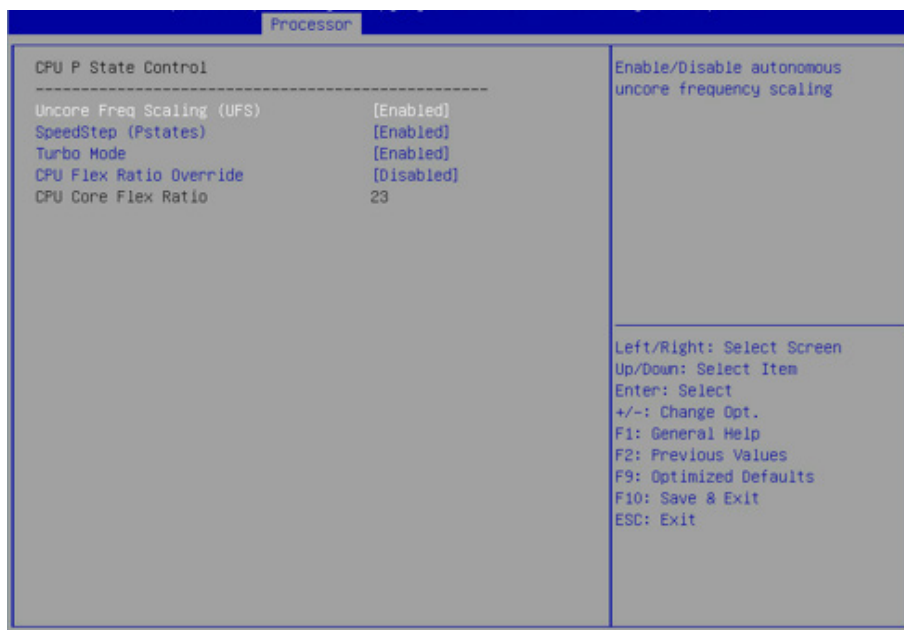 Processor
CPU P State Control
--------------------------------------------------
Uncore Freq Scaling (UFS) [Enabled]
SpeedStep (Pstates) [Enabled]
Turbo Mode [Enabled]
CPU Flex Ratio Override [Disabled]
CPU Core Flex Ratio 23
Enable/Disable autonomous
uncore frequency scaling
Left/Right: Select Screen
Up/Down: Select Item
Enter: Select
+/-: Change Opt.
F1: General Help
F2: Previous Values
F9: Optimized Defaults
F10: Save & Exit
ESC: Exit